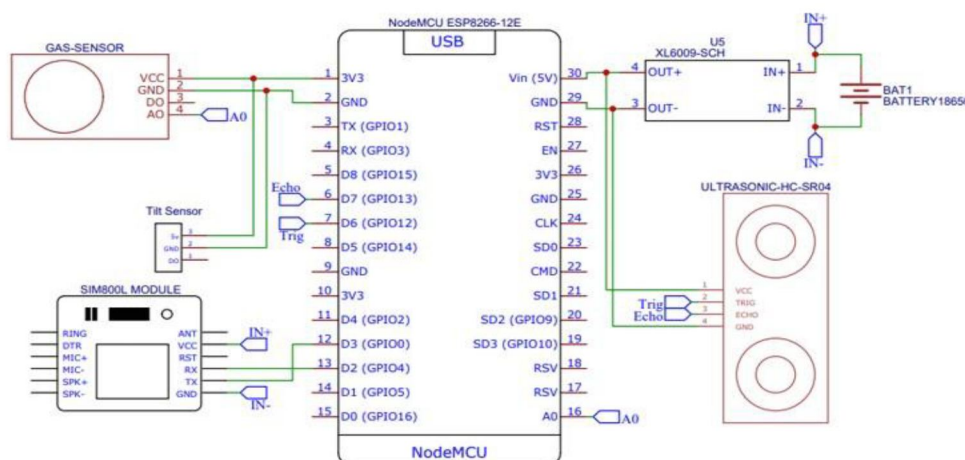 NodeMCU ESP8266-12E
USB
GAS-SENSOR
VCC 1
GND 2
DO 3
AO 4
A0
1 3V3
2 GND
3 TX (GPIO1)
4 RX (GPIO3)
5 D8 (GPIO15)
Echo 6 D7 (GPIO13)
Trig 7 D6 (GPIO12)
8 D5 (GPIO14)
9 GND
10 3V3
11 D4 (GPIO2)
12 D3 (GPIO0)
13 D2 (GPIO4)
14 D1 (GPIO5)
15 D0 (GPIO16)
Vin (5V) 30
GND 29
RST 28
EN 27
3V3 26
GND 25
CLK 24
SD0 23
CMD 22
SD1 21
SD2 (GPIO9) 20
SD3 (GPIO10) 19
RSV 18
RSV 17
A0 16 A0
NodeMCU
Tilt Sensor
5v 3
GND 2
DO 1
SIM800L MODULE
RING ANT
DTR VCC IN+
MIC+ RST
MIC- RX
SPK+ TX
SPK- GND
IN-
U5
XL6009-SCH
4 OUT+ IN+ 1
3 OUT- IN- 2
IN+
IN-
BAT1
BATTERY18650
ULTRASONIC-HC-SR04
1 VCC
Trig 2 TRIG
Echo 3 ECHO
4 GND